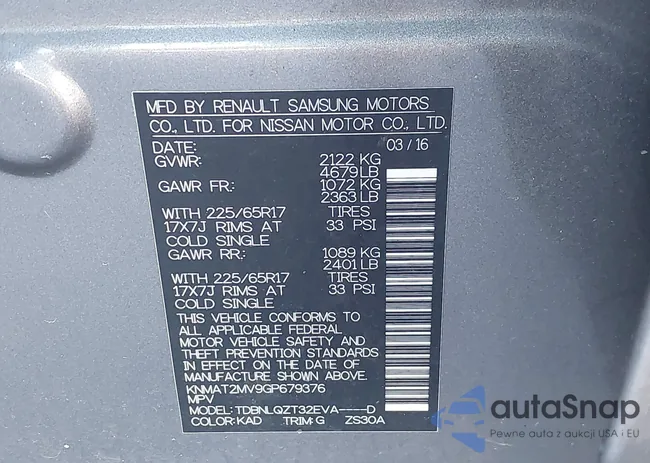 MFD BY RENAULT SAMSUNG MOTORS
CO., LTD. FOR NISSAN MOTOR CO., LTD.
DATE: 03 / 16
GVWR: 2122 KG
4679 LB
GAWR FR.: 1072 KG
2363 LB
WITH 225/65R17 TIRES
17X7J RIMS AT 33 PSI
COLD SINGLE
GAWR RR.: 1089 KG
2401 LB
WITH 225/65R17 TIRES
17X7J RIMS AT 33 PSI
COLD SINGLE
THIS VEHICLE CONFORMS TO
ALL APPLICABLE FEDERAL
MOTOR VEHICLE SAFETY AND
THEFT PREVENTION STANDARDS
IN EFFECT ON THE DATE OF
MANUFACTURE SHOWN ABOVE.
KNMAT2MV9GP679376
MPV
MODEL: TDBNLQZT32EVA----D
COLOR: KAD TRIM: G ZS30A
autoSnap
Pewne auta z aukcji USA i EU